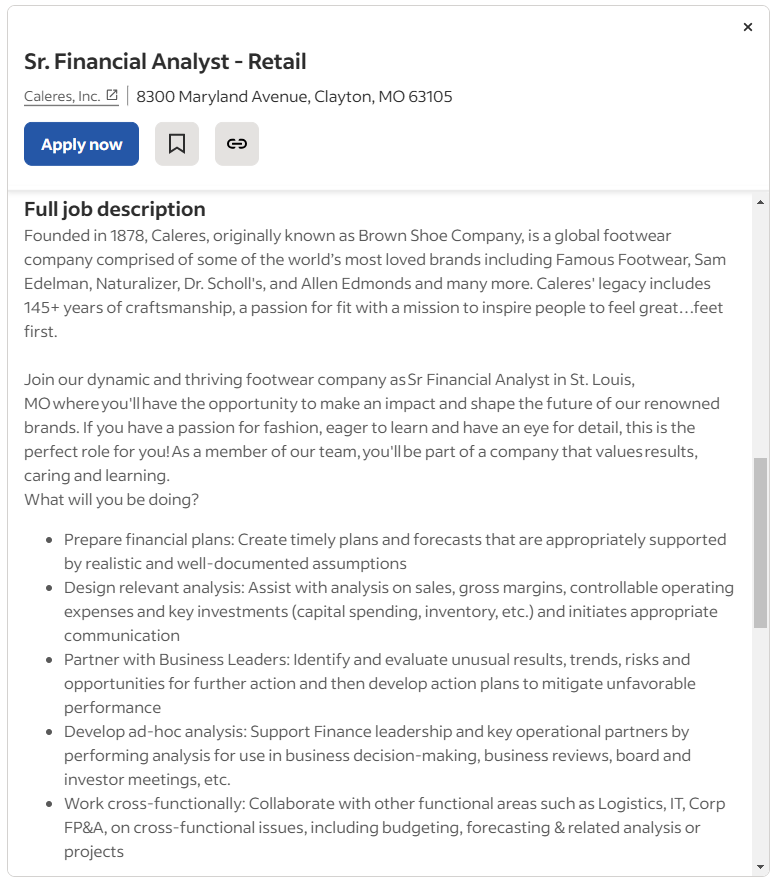 Sr. Financial Analyst - Retail
Caleres, Inc. 8300 Maryland Avenue, Clayton, MO 63105
Apply now
Full job description
Founded in 1878, Caleres, originally known as Brown Shoe Company, is a global footwear
company comprised of some of the world's most loved brands including Famous Footwear, Sam
Edelman, Naturalizer, Dr. Scholl's, and Allen Edmonds and many more. Caleres' legacy includes
145+ years of craftsmanship, a passion for fit with a mission to inspire people to feel great…feet
first.
Join our dynamic and thriving footwear company as Sr Financial Analyst in St. Louis,
MO where you'll have the opportunity to make an impact and shape the future of our renowned
brands. If you have a passion for fashion, eager to learn and have an eye for detail, this is the
perfect role for you! As a member of our team, you'll be part of a company that values results,
caring and learning.
What will you be doing?
• Prepare financial plans: Create timely plans and forecasts that are appropriately supported
by realistic and well-documented assumptions
• Design relevant analysis: Assist with analysis on sales, gross margins, controllable operating
expenses and key investments (capital spending, inventory, etc.) and initiates appropriate
communication
• Partner with Business Leaders: Identify and evaluate unusual results, trends, risks and
opportunities for further action and then develop action plans to mitigate unfavorable
performance
• Develop ad-hoc analysis: Support Finance leadership and key operational partners by
performing analysis for use in business decision-making, business reviews, board and
investor meetings, etc.
• Work cross-functionally: Collaborate with other functional areas such as Logistics, IT, Corp
FP&A, on cross-functional issues, including budgeting, forecasting & related analysis or
projects